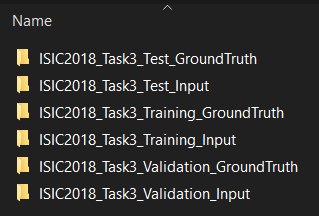 Name
ISIC2018_Task3_Test_GroundTruth
ISIC2018_Task3_Test_Input
ISIC2018_Task3_Training_GroundTruth
ISIC2018_Task3_Training_Input
ISIC2018_Task3_Validation_GroundTruth
ISIC2018_Task3_Validation_Input